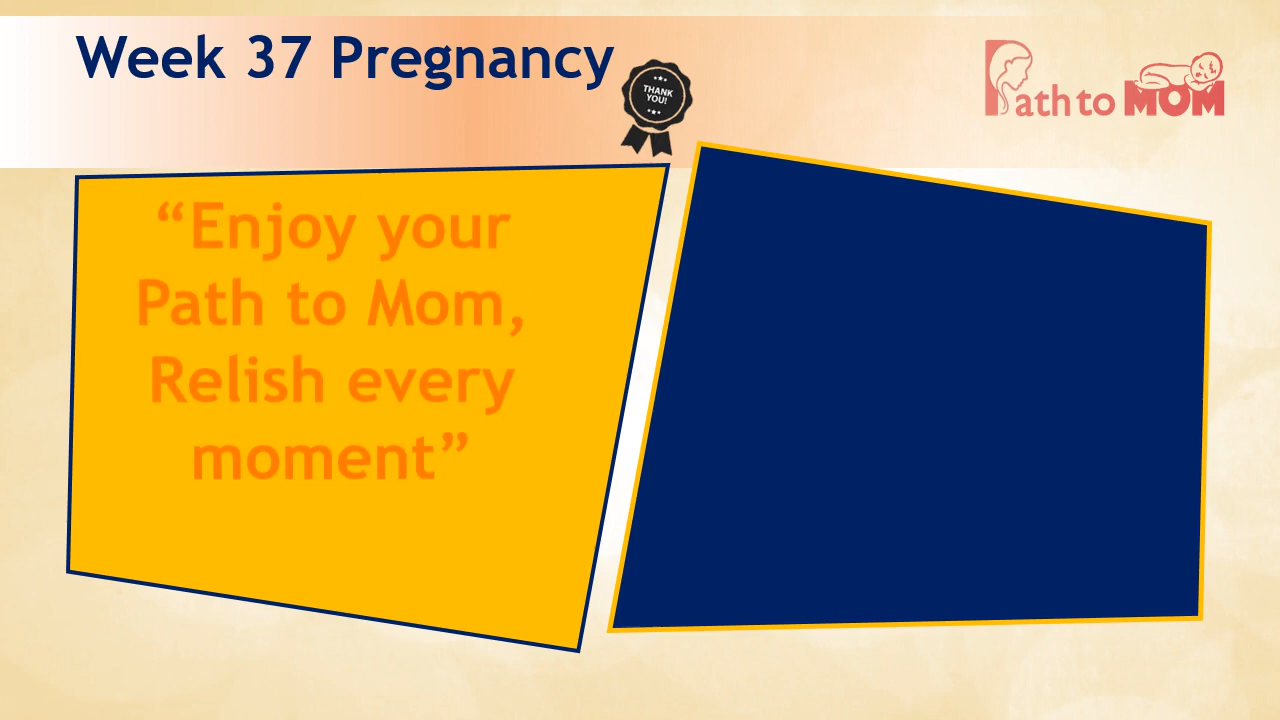 Week 37 Pregnancy
THANK
YOU!
Path to MOM
“Enjoy your
Path to Mom,
Relish every
moment”